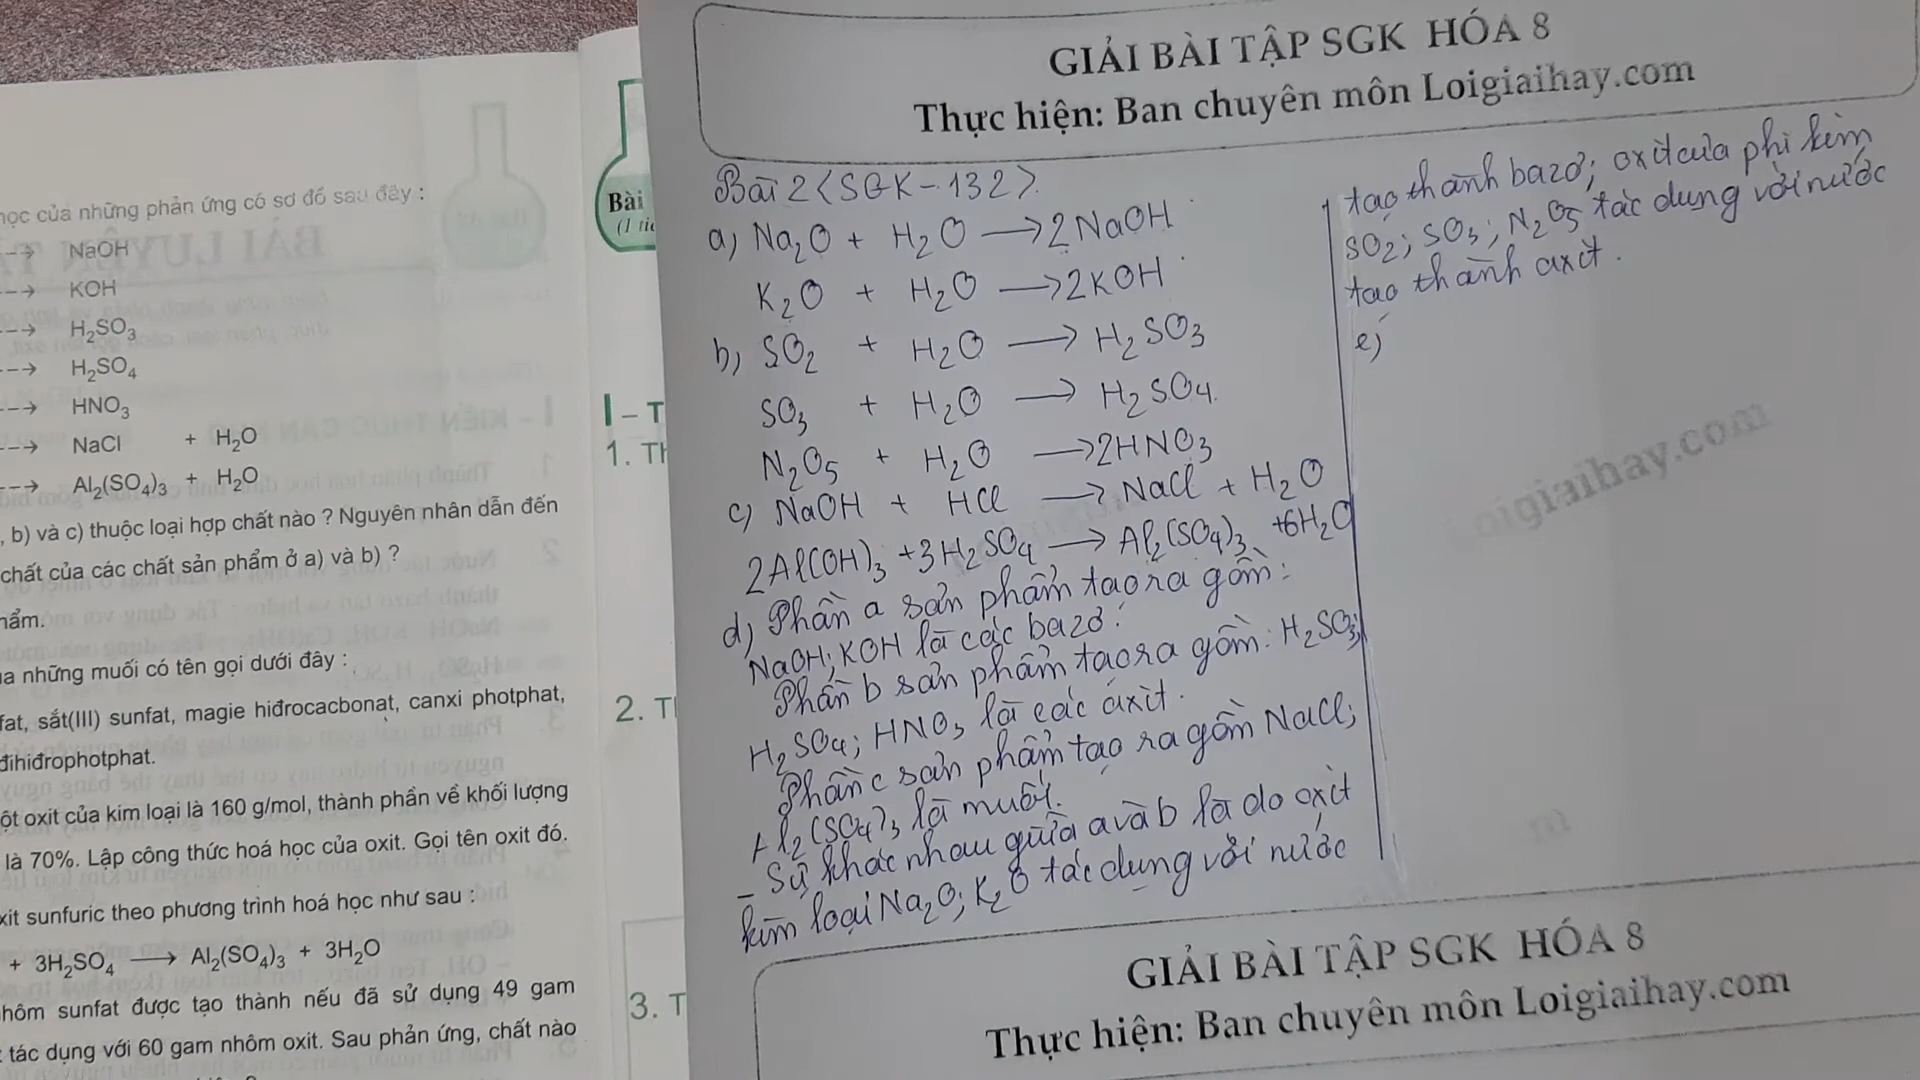 học của những phản ứng có sơ đồ sau đây :
--→ NaOH
--→ KOH
--→ H₂SO₃
--→ H₂SO₄
--→ HNO₃
--→ NaCl + H₂O
--→ Al₂(SO₄)₃ + H₂O
, b) và c) thuộc loại hợp chất nào ? Nguyên nhân dẫn đến
chất của các chất sản phẩm ở a) và b) ?
những muối có tên gọi dưới đây :
sắt(III) sunfat, magie hiđrocacbonat, canxi photphat,
đihiđrophotphat.
oxit của kim loại là 160 g/mol, thành phần về khối lượng
là 70%. Lập công thức hoá học của oxit. Gọi tên oxit đó.
sunfuric theo phương trình hoá học như sau :
+ 3H₂SO₄ ⟶ Al₂(SO₄)₃ + 3H₂O
nhôm sunfat được tạo thành nếu đã sử dụng 49 gam
tác dụng với 60 gam nhôm oxit. Sau phản ứng, chất nào
Bài
I – T
1. Th
2. T
3. T
GIẢI BÀI TẬP SGK HÓA 8
Thực hiện: Ban chuyên môn Loigiaihay.com
Bài 2 <SGK-132>.
a) Na₂O + H₂O ⟶ 2NaOH
K₂O + H₂O ⟶ 2KOH
b) SO₂ + H₂O ⟶ H₂SO₃
SO₃ + H₂O ⟶ H₂SO₄.
N₂O₅ + H₂O ⟶ 2HNO₃
c) NaOH + HCl ⟶ NaCl + H₂O
2Al(OH)₃ + 3H₂SO₄ ⟶ Al₂(SO₄)₃ + 6H₂O
d) Phần a sản phẩm tạo ra gồm:
NaOH; KOH là các bazơ.
Phần b sản phẩm tạo ra gồm: H₂SO₃;
H₂SO₄; HNO₃ là các axit.
Phần c sản phẩm tạo ra gồm NaCl;
Al₂(SO₄)₃ là muối.
- Sự khác nhau giữa a và b là do oxit
kim loại Na₂O; K₂O tác dụng với nước
tạo thành bazơ; oxit của phi kim
SO₂; SO₃; N₂O₅ tác dụng với nước
tạo thành axit.
e)
Loigiaihay.com
GIẢI BÀI TẬP SGK HÓA 8
Thực hiện: Ban chuyên môn Loigiaihay.com